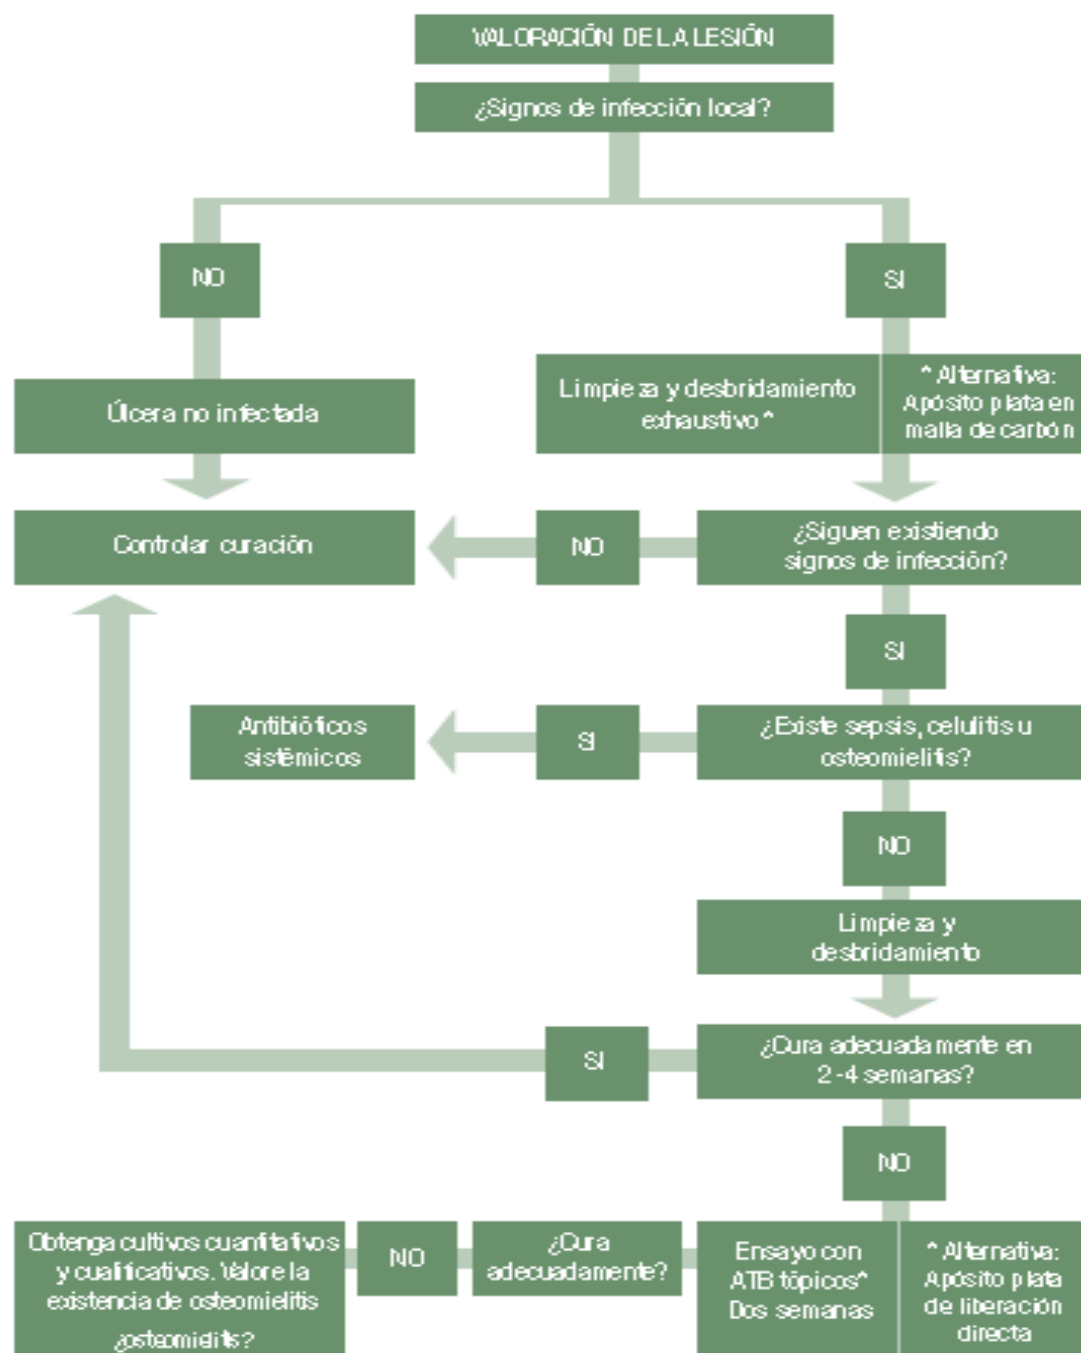 VALORACIÓN DE LA LESIÓN
¿Signos de infección local?
NO
SI
Úlcera no infectada
Limpieza y desbridamiento
exhaustivo *
* Alternativa:
Apósito plata en
malla de carbón
Controlar curación
NO
¿Siguen existiendo
signos de infección?
SI
Antibióticos
sistémicos
SI
¿Existe sepsis, celulitis u
osteomielitis?
NO
Limpieza y
desbridamiento
SI
¿Cura adecuadamente en
2 -4 semanas?
NO
Obtenga cultivos cuantitativos
y cualificativos. Valore la
existencia de osteomielitis
¿osteomielitis?
NO
¿Cura
adecuadamente?
Ensayo con
ATB tópicos*
Dos semanas
* Alternativa:
Apósito plata
de liberación
directa